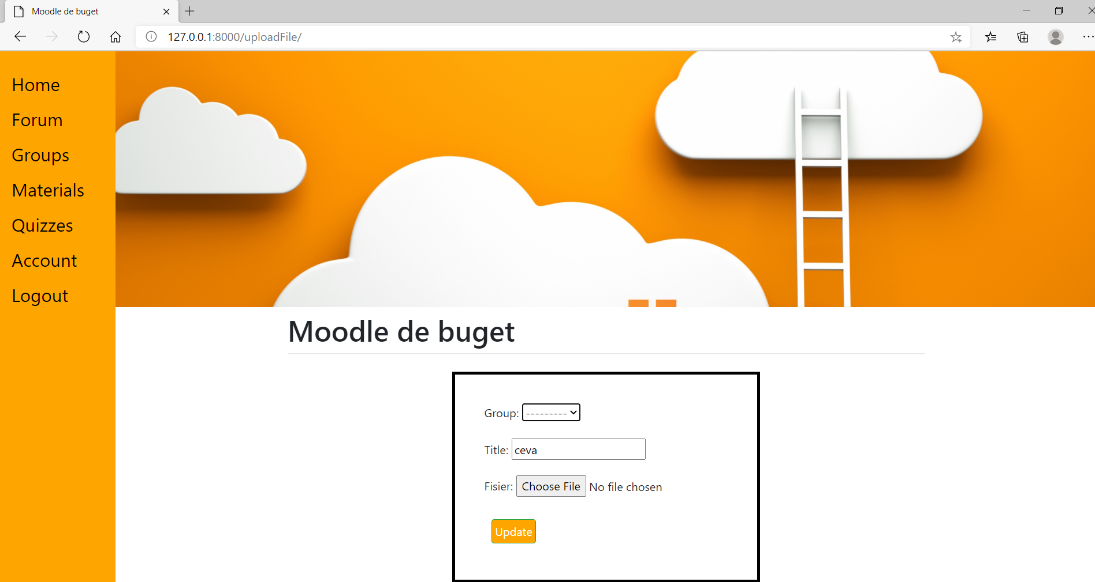 Moodle de buget
127.0.0.1:8000/uploadFile/
Home
Forum
Groups
Materials
Quizzes
Account
Logout
Moodle de buget
Group: ---------
Title: ceva
Fisier: Choose File No file chosen
Update